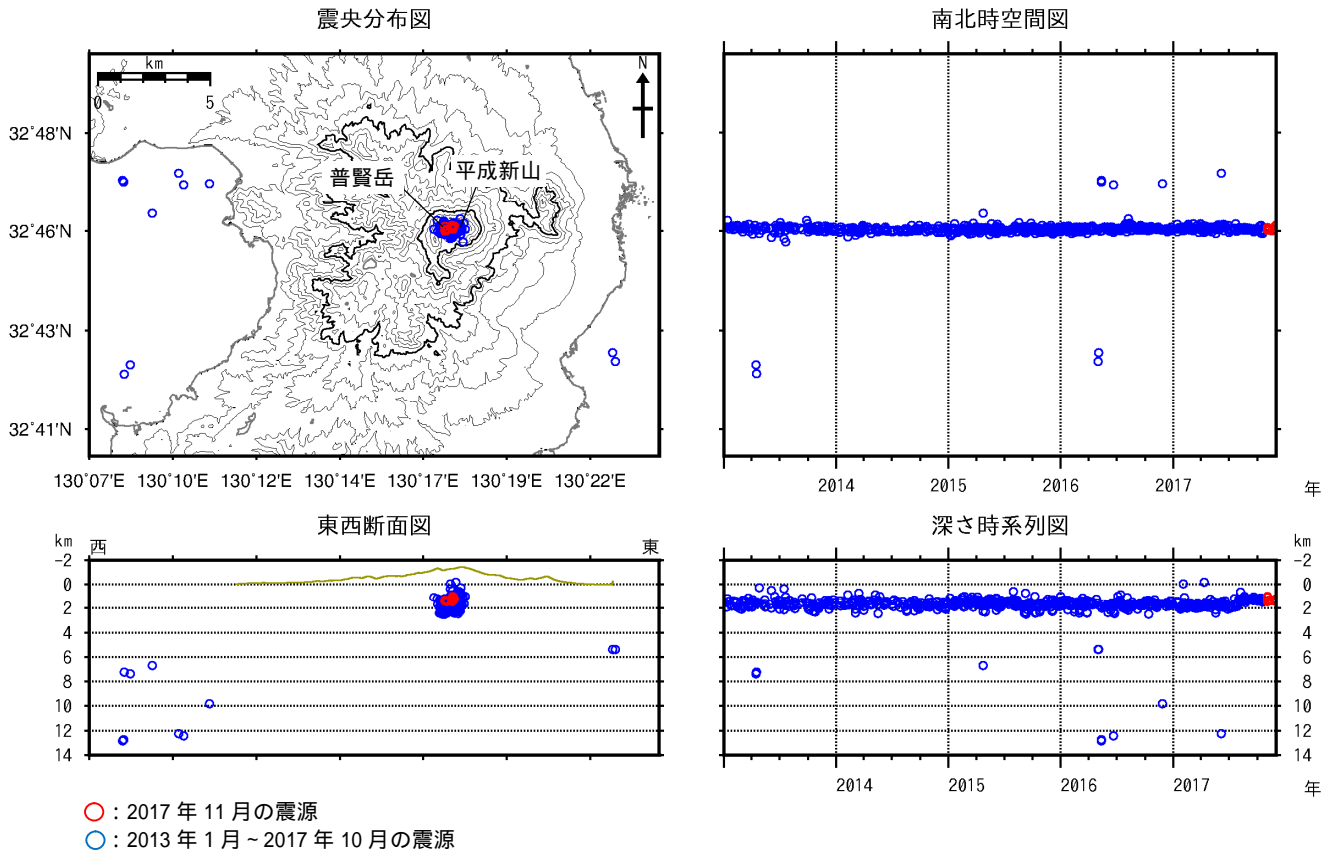 震央分布図
km
0 5
N
32°48'N
32°46'N
32°43'N
32°41'N
普賢岳
平成新山
130°07'E 130°10'E 130°12'E 130°14'E 130°17'E 130°19'E 130°22'E
南北時空間図
2014 2015 2016 2017 年
東西断面図
km 西 東
-2
0
2
4
6
8
10
12
14
深さ時系列図
km
-2
0
2
4
6
8
10
12
14
2014 2015 2016 2017 年
：2017 年 11 月の震源
：2013 年 1 月~2017 年 10 月の震源